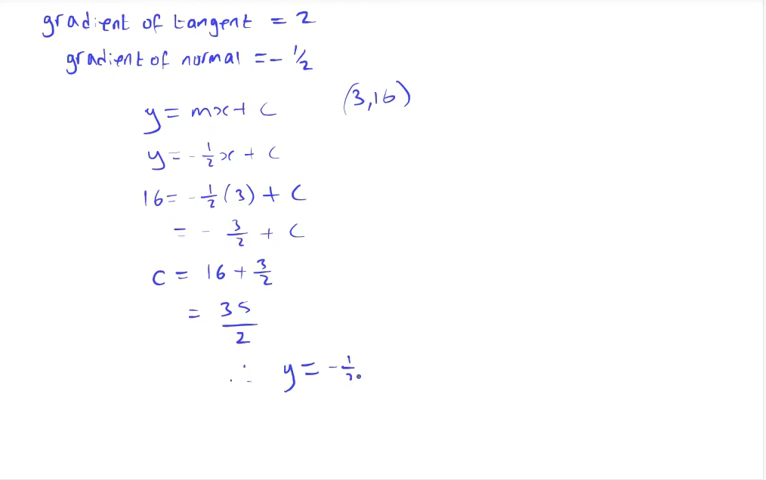 gradient of tangent = 2
gradient of normal = - 1/2
y = mx + c (3,16)
y = - 1/2 x + c
16 = - 1/2 (3) + c
= - 3/2 + c
c = 16 + 3/2
= 35/2
∴ y = - 1/2